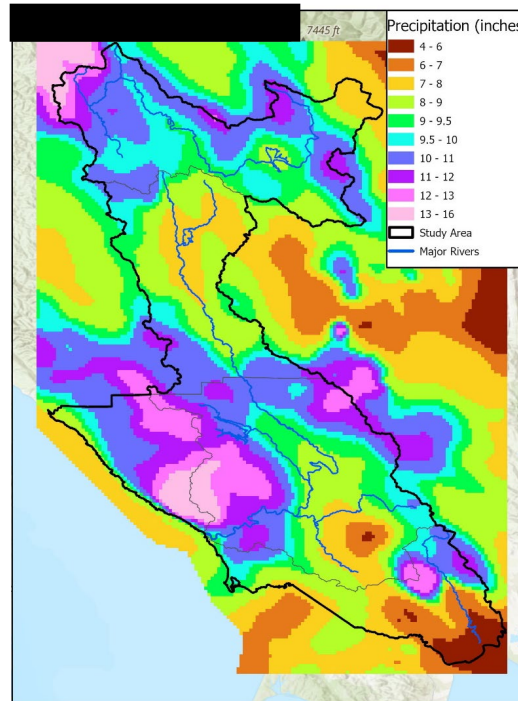 7445 ft
Precipitation (inches
4 - 6
6 - 7
7 - 8
8 - 9
9 - 9.5
9.5 - 10
10 - 11
11 - 12
12 - 13
13 - 16
Study Area
Major Rivers